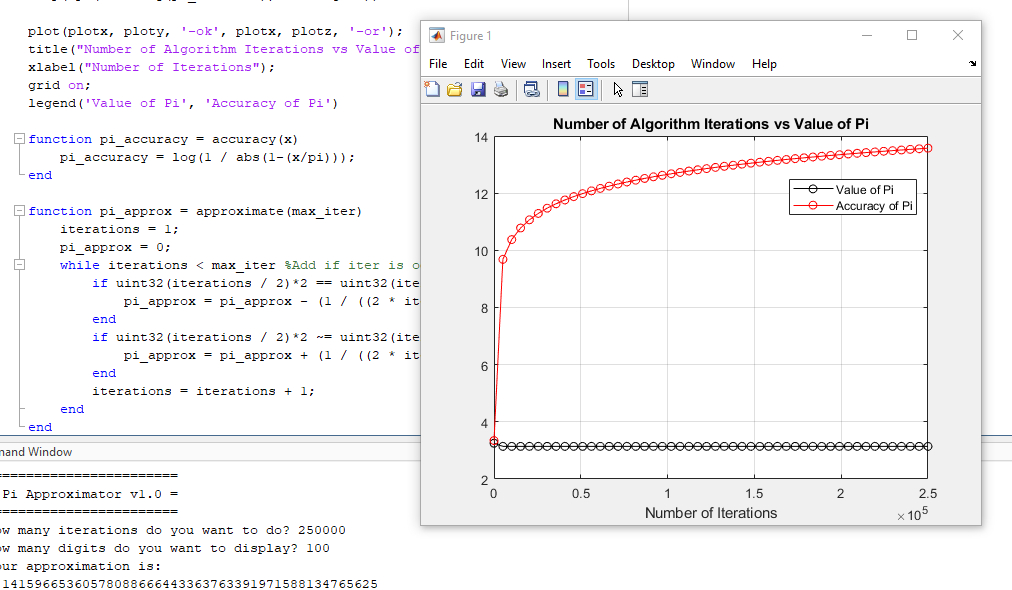 plot(plotx, ploty, '-ok', plotx, plotz, '-or');
title("Number of Algorithm Iterations vs Value of
xlabel("Number of Iterations");
grid on;
legend('Value of Pi', 'Accuracy of Pi')
function pi_accuracy = accuracy(x)
pi_accuracy = log(1 / abs(1-(x/pi)));
end
function pi_approx = approximate(max_iter)
iterations = 1;
pi_approx = 0;
while iterations < max_iter %Add if iter is o
if uint32(iterations / 2)*2 == uint32(ite
pi_approx = pi_approx - (1 / ((2 * it
end
if uint32(iterations / 2)*2 ~= uint32(ite
pi_approx = pi_approx + (1 / ((2 * it
end
iterations = iterations + 1;
end
end
mand Window
=======================
Pi Approximator v1.0 =
=======================
ow many iterations do you want to do? 250000
ow many digits do you want to display? 100
our approximation is:
141596653605780886664433637633919715881347656​25
Figure 1
File Edit View Insert Tools Desktop Window Help
Number of Algorithm Iterations vs Value of Pi
14
12
10
8
6
4
2
Value of Pi
Accuracy of Pi
0 0.5 1 1.5 2 2.5
Number of Iterations
×10⁵